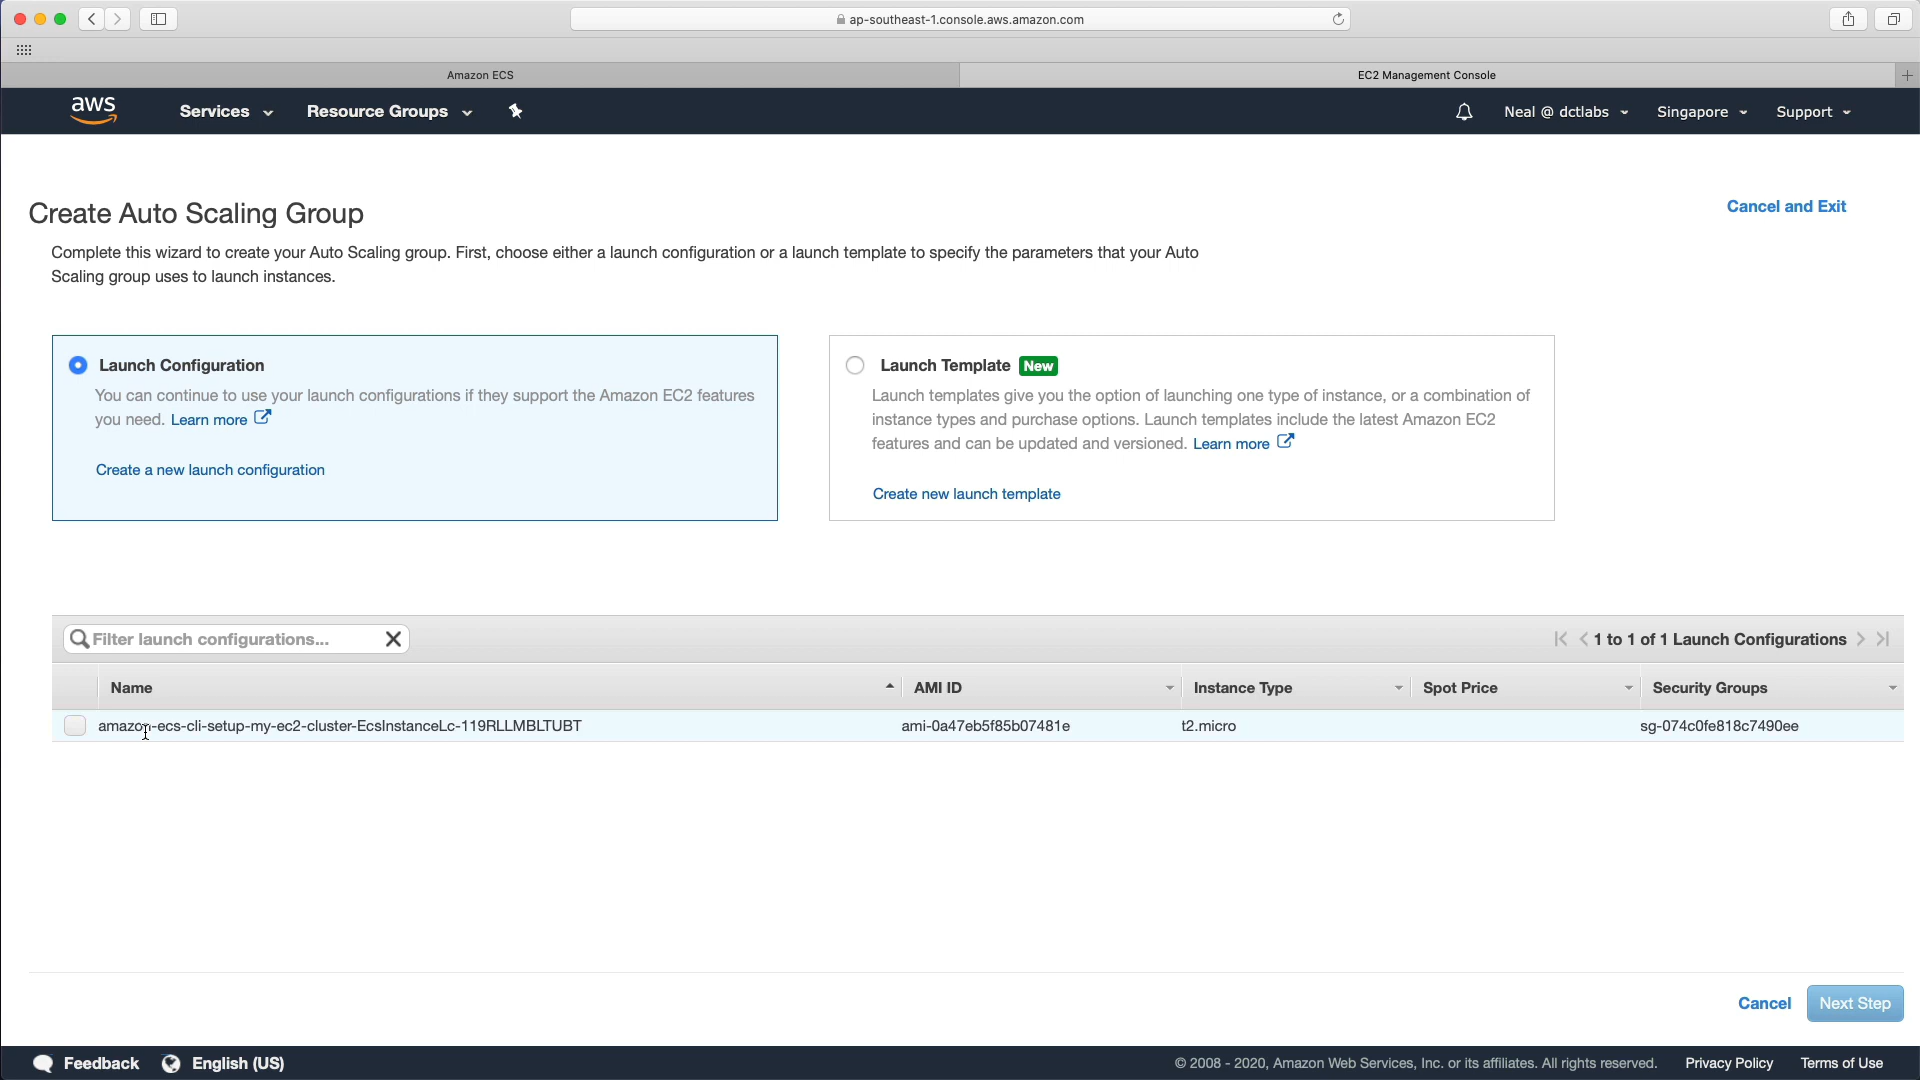 ap-southeast-1.console.aws.amazon.com
Amazon ECS
EC2 Management Console
aws
Services
Resource Groups
Neal @ dctlabs
Singapore
Support
Create Auto Scaling Group
Cancel and Exit
Complete this wizard to create your Auto Scaling group. First, choose either a launch configuration or a launch template to specify the parameters that your Auto
Scaling group uses to launch instances.
Launch Configuration
You can continue to use your launch configurations if they support the Amazon EC2 features
you need. Learn more
Create a new launch configuration
Launch Template New
Launch templates give you the option of launching one type of instance, or a combination of
instance types and purchase options. Launch templates include the latest Amazon EC2
features and can be updated and versioned. Learn more
Create new launch template
Filter launch configurations...
1 to 1 of 1 Launch Configurations
Name
AMI ID
Instance Type
Spot Price
Security Groups
amazon-ecs-cli-setup-my-ec2-cluster-EcsInstanceLc-119RLLMBLTUBT
ami-0a47eb5f85b07481e
t2.micro
sg-074c0fe818c7490ee
Cancel
Next Step
Feedback
English (US)
© 2008 - 2020, Amazon Web Services, Inc. or its affiliates. All rights reserved.
Privacy Policy
Terms of Use